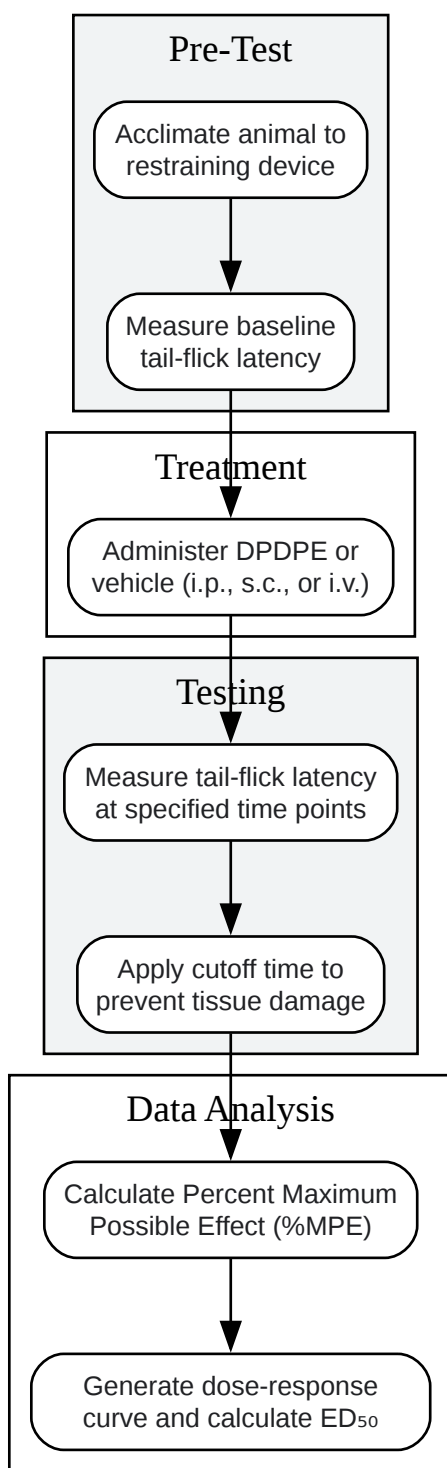 Pre-Test
Acclimate animal to
restraining device
Measure baseline
tail-flick latency
Treatment
Administer DPDPE or
vehicle (i.p., s.c., or i.v.)
Testing
Measure tail-flick latency
at specified time points
Apply cutoff time to
prevent tissue damage
Data Analysis
Calculate Percent Maximum
Possible Effect (%MPE)
Generate dose-response
curve and calculate ED₅₀